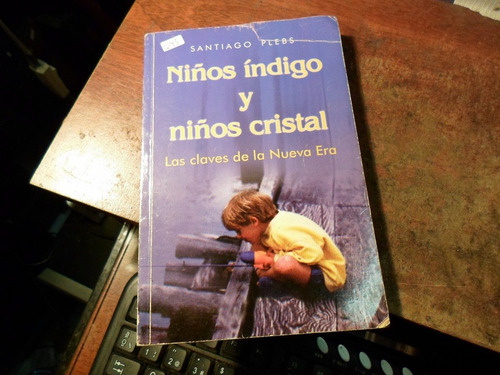 SANTIAGO PLEBS
Niños índigo
y
niños cristal
Las claves de la Nueva Era